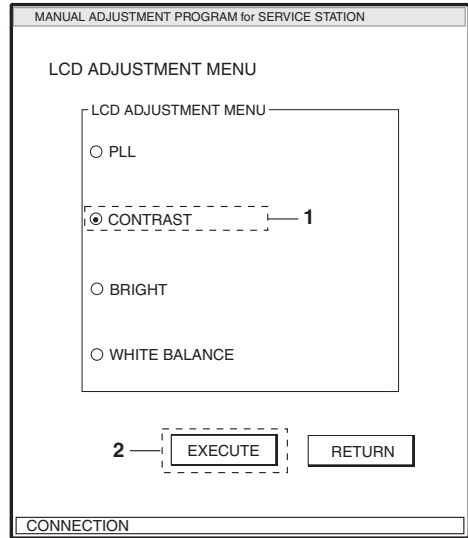 MANUAL ADJUSTMENT PROGRAM for SERVICE STATION
LCD ADJUSTMENT MENU
LCD ADJUSTMENT MENU
PLL
CONTRAST
1
BRIGHT
WHITE BALANCE
2
EXECUTE
RETURN
CONNECTION